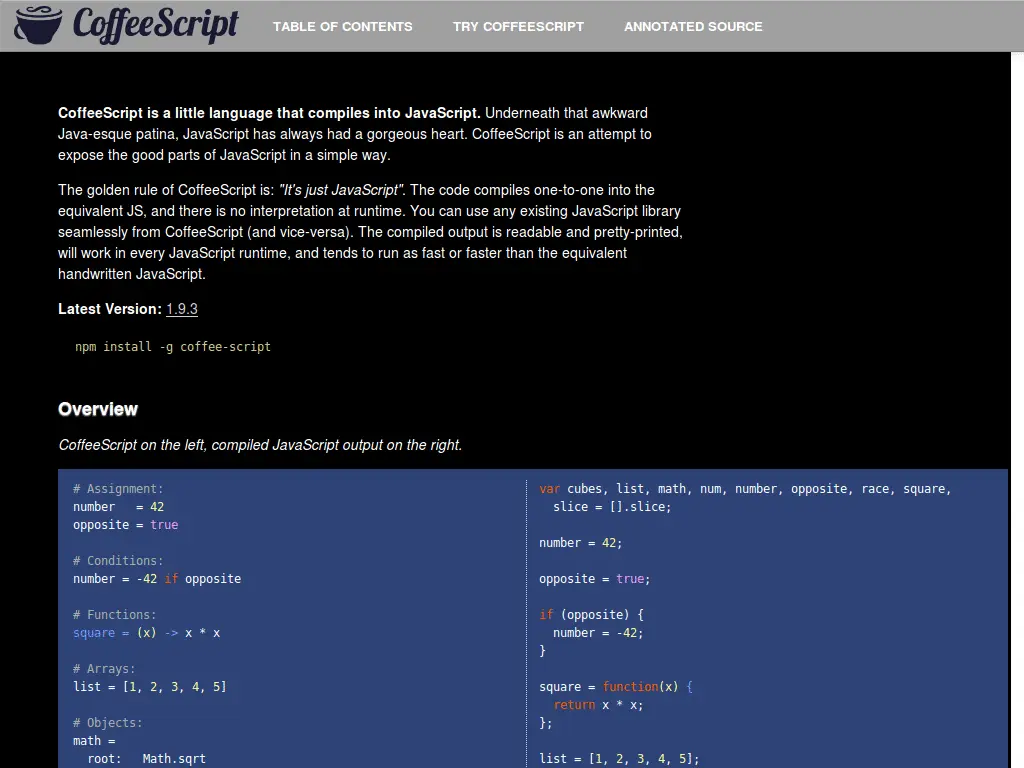 CoffeeScript TABLE OF CONTENTS TRY COFFEESCRIPT ANNOTATED SOURCE
CoffeeScript is a little language that compiles into JavaScript. Underneath that awkward
Java-esque patina, JavaScript has always had a gorgeous heart. CoffeeScript is an attempt to
expose the good parts of JavaScript in a simple way.
The golden rule of CoffeeScript is: "It's just JavaScript". The code compiles one-to-one into the
equivalent JS, and there is no interpretation at runtime. You can use any existing JavaScript library
seamlessly from CoffeeScript (and vice-versa). The compiled output is readable and pretty-printed,
will work in every JavaScript runtime, and tends to run as fast or faster than the equivalent
handwritten JavaScript.
Latest Version: 1.9.3
npm install -g coffee-script
Overview
CoffeeScript on the left, compiled JavaScript output on the right.
# Assignment:
number   = 42
opposite = true
# Conditions:
number = -42 if opposite
# Functions:
square = (x) -> x * x
# Arrays:
list = [1, 2, 3, 4, 5]
# Objects:
math =
  root:   Math.sqrt
var cubes, list, math, num, number, opposite, race, square,
  slice = [].slice;
number = 42;
opposite = true;
if (opposite) {
  number = -42;
}
square = function(x) {
  return x * x;
};
list = [1, 2, 3, 4, 5];